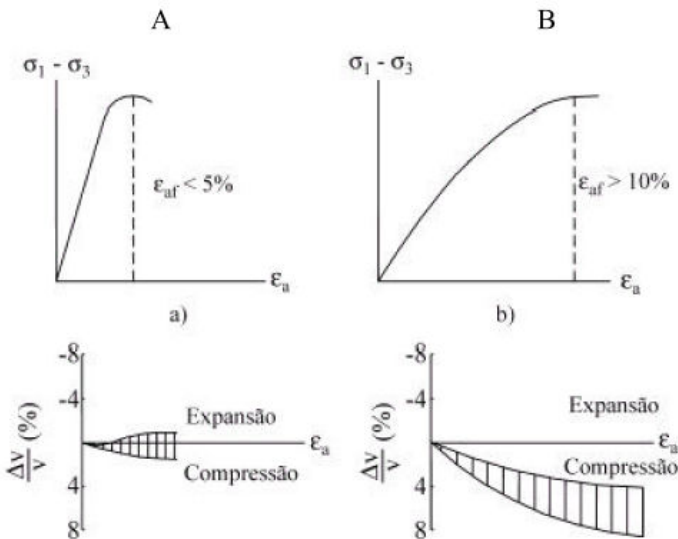 A
B
σ₁ - σ₃
σ₁ - σ₃
εaf < 5%
εaf > 10%
εa
εa
a)
b)
-8
-4
4
8
Δv/v (%)
Expansão
Compressão
εa
-8
-4
4
8
Δv/v (%)
Expansão
Compressão
εa